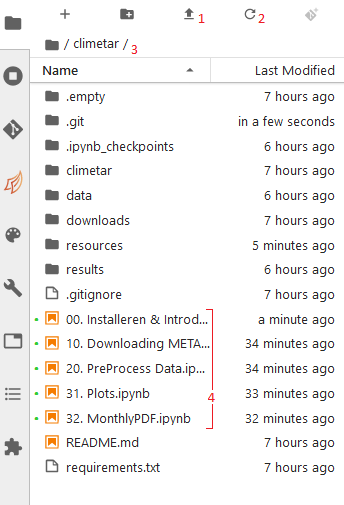 1
2
/ climetar /
3
Name Last Modified
.empty 7 hours ago
.git in a few seconds
.ipynb_checkpoints 6 hours ago
climetar 7 hours ago
data 6 hours ago
downloads 7 hours ago
resources 5 minutes ago
results 6 hours ago
.gitignore 7 hours ago
00. Installeren & Introd... a minute ago
10. Downloading META... 34 minutes ago
20. PreProcess Data.ip... 34 minutes ago
31. Plots.ipynb 33 minutes ago
4
32. MonthlyPDF.ipynb 32 minutes ago
README.md 7 hours ago
requirements.txt 7 hours ago